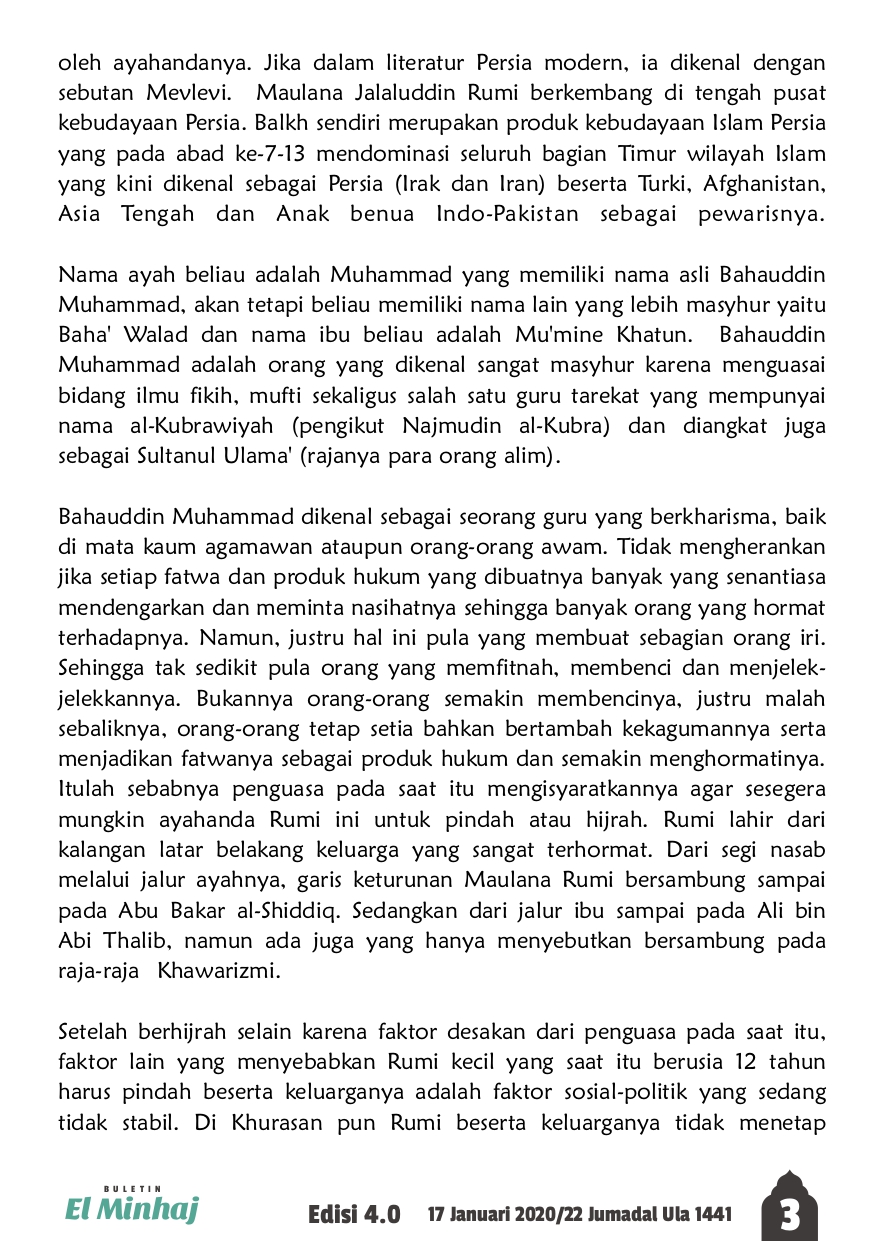 oleh ayahandanya. Jika dalam literatur Persia modern, ia dikenal dengan
sebutan Mevlevi. Maulana Jalaluddin Rumi berkembang di tengah pusat
kebudayaan Persia. Balkh sendiri merupakan produk kebudayaan Islam Persia
yang pada abad ke-7-13 mendominasi seluruh bagian Timur wilayah Islam
yang kini dikenal sebagai Persia (Irak dan Iran) beserta Turki, Afghanistan,
Asia Tengah dan Anak benua Indo-Pakistan sebagai pewarisnya.
Nama ayah beliau adalah Muhammad yang memiliki nama asli Bahauddin
Muhammad, akan tetapi beliau memiliki nama lain yang lebih masyhur yaitu
Baha' Walad dan nama ibu beliau adalah Mu'mine Khatun. Bahauddin
Muhammad adalah orang yang dikenal sangat masyhur karena menguasai
bidang ilmu fikih, mufti sekaligus salah satu guru tarekat yang mempunyai
nama al-Kubrawiyah (pengikut Najmudin al-Kubra) dan diangkat juga
sebagai Sultanul Ulama' (rajanya para orang alim).
Bahauddin Muhammad dikenal sebagai seorang guru yang berkharisma, baik
di mata kaum agamawan ataupun orang-orang awam. Tidak mengherankan
jika setiap fatwa dan produk hukum yang dibuatnya banyak yang senantiasa
mendengarkan dan meminta nasihatnya sehingga banyak orang yang hormat
terhadapnya. Namun, justru hal ini pula yang membuat sebagian orang iri.
Sehingga tak sedikit pula orang yang memfitnah, membenci dan menjelek-
jelekkannya. Bukannya orang-orang semakin membencinya, justru malah
sebaliknya, orang-orang tetap setia bahkan bertambah kekagumannya serta
menjadikan fatwanya sebagai produk hukum dan semakin menghormatinya.
Itulah sebabnya penguasa pada saat itu mengisyaratkannya agar sesegera
mungkin ayahanda Rumi ini untuk pindah atau hijrah. Rumi lahir dari
kalangan latar belakang keluarga yang sangat terhormat. Dari segi nasab
melalui jalur ayahnya, garis keturunan Maulana Rumi bersambung sampai
pada Abu Bakar al-Shiddiq. Sedangkan dari jalur ibu sampai pada Ali bin
Abi Thalib, namun ada juga yang hanya menyebutkan bersambung pada
raja-raja Khawarizmi.
Setelah berhijrah selain karena faktor desakan dari penguasa pada saat itu,
faktor lain yang menyebabkan Rumi kecil yang saat itu berusia 12 tahun
harus pindah beserta keluarganya adalah faktor sosial-politik yang sedang
tidak stabil. Di Khurasan pun Rumi beserta keluarganya tidak menetap
BULETIN
El Minhaj
Edisi 4.0 17 Januari 2020/22 Jumadal Ula 1441 3